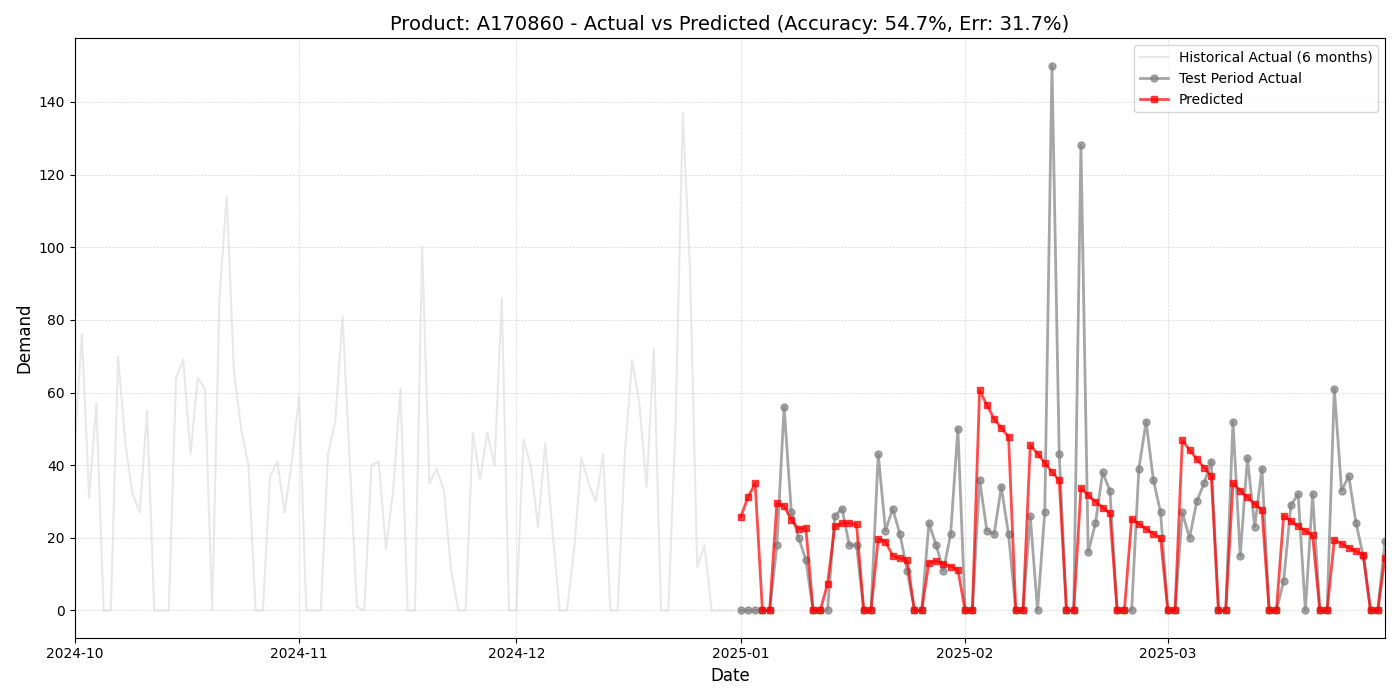 Product: A170860 - Actual vs Predicted (Accuracy: 54.7%, Err: 31.7%)
Historical Actual (6 months)
Test Period Actual
Predicted
Demand
140
120
100
80
60
40
20
0
2024-10
2024-11
2024-12
2025-01
2025-02
2025-03
Date